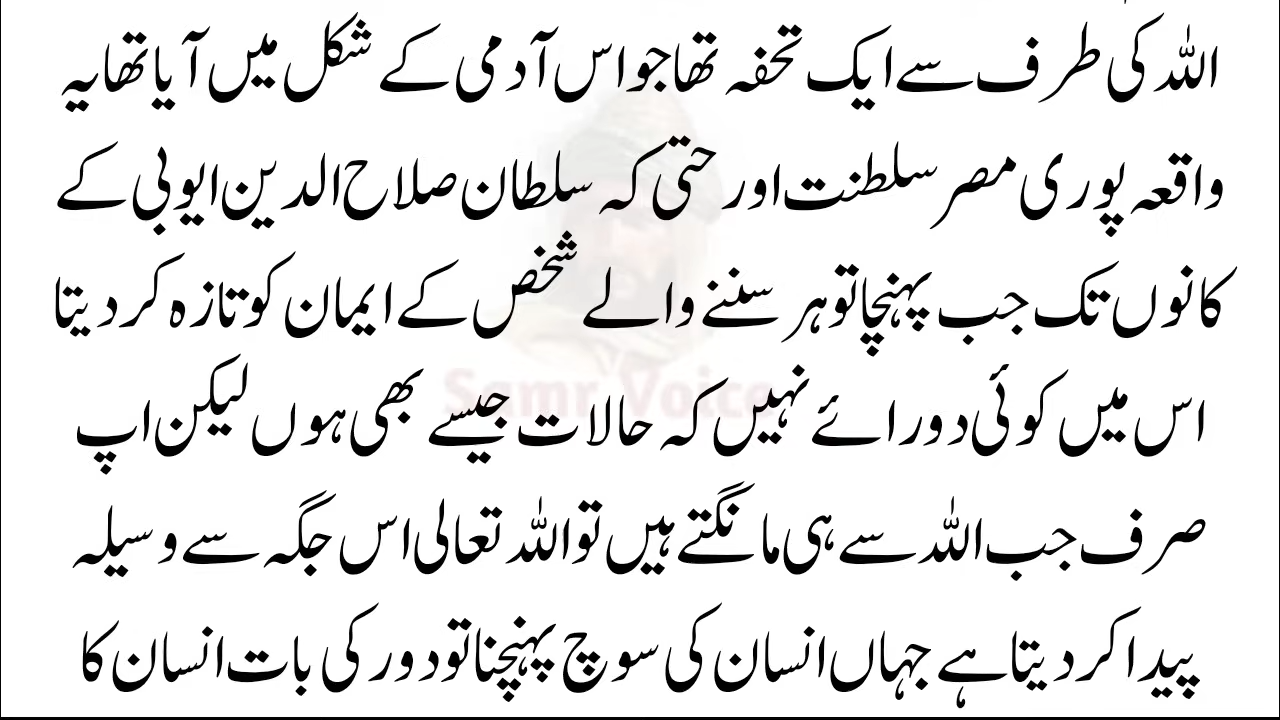 اللہ کی طرف سے ایک تحفہ تھا جو اس آدمی کے شکل میں آیا تھا یہ
واقعہ پوری مصر سلطنت اور حتی کہ سلطان صلاح الدین ایوبی کے
کانوں تک جب پہنچا تو ہر سننے والے شخص کے ایمان کو تازہ کر دیتا
اس میں کوئی دورائے نہیں کہ حالات جیسے بھی ہوں لیکن اپ
Samr Voice
صرف جب اللہ سے ہی مانگتے ہیں تو اللہ تعالی اس جگہ سے وسیلہ
پیدا کر دیتا ہے جہاں انسان کی سوچ پہنچنا تو دور کی بات انسان کا